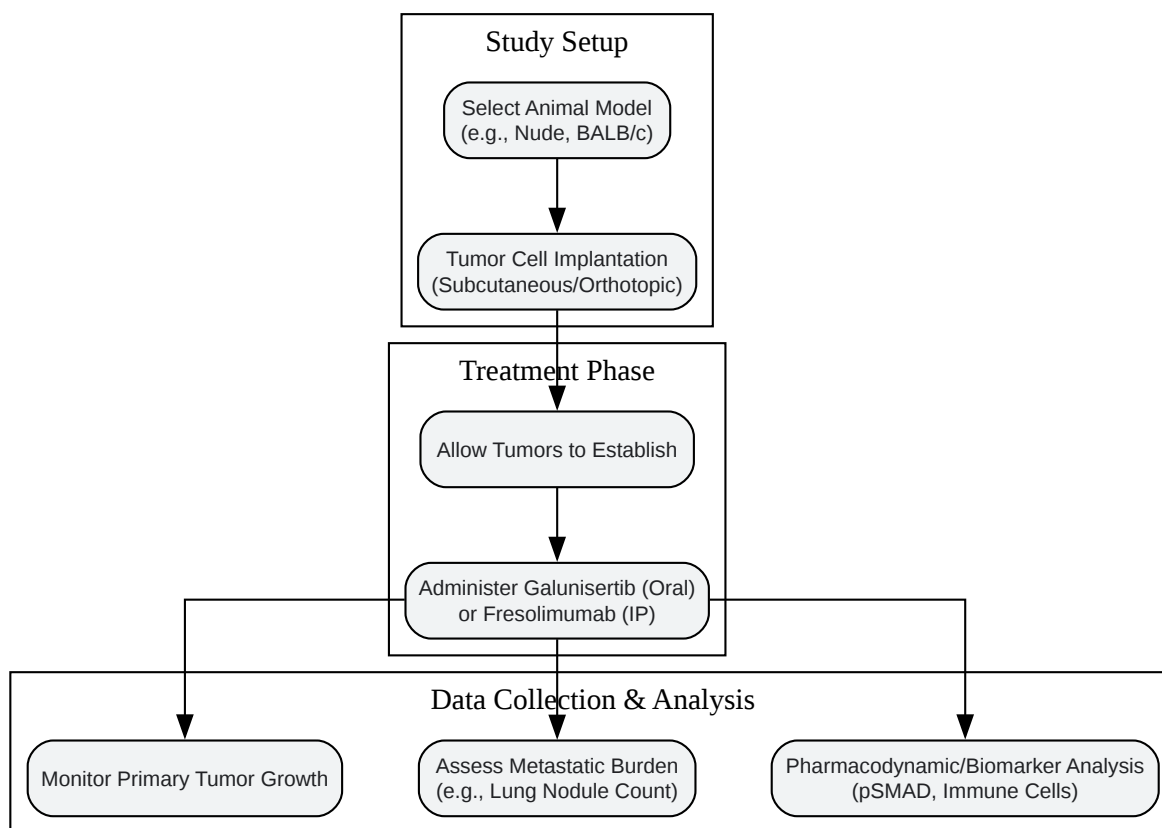 Study Setup
Select Animal Model
(e.g., Nude, BALB/c)
Tumor Cell Implantation
(Subcutaneous/Orthotopic)
Treatment Phase
Allow Tumors to Establish
Administer Galunisertib (Oral)
or Fresolimumab (IP)
Data Collection & Analysis
Monitor Primary Tumor Growth
Assess Metastatic Burden
(e.g., Lung Nodule Count)
Pharmacodynamic/Biomarker Analysis
(pSMAD, Immune Cells)